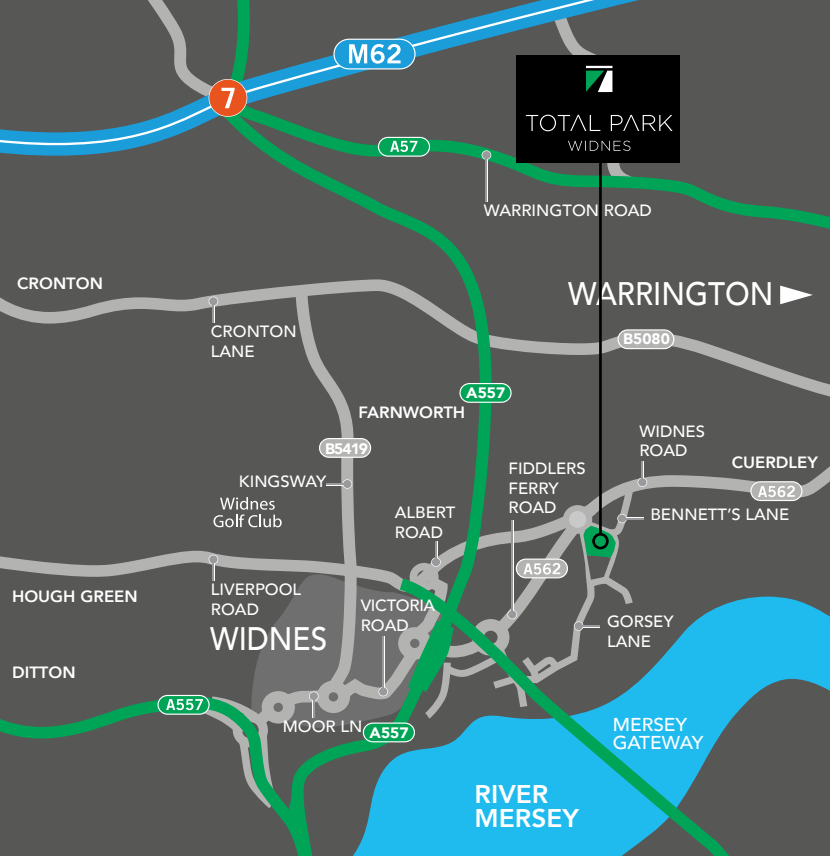 M62
7
TOTAL PARK
WIDNES
A57
WARRINGTON ROAD
CRONTON
WARRINGTON
CRONTON
LANE
B5080
A557
FARNWORTH
B5419
WIDNES
ROAD
CUERDLEY
FIDDLERS
FERRY
ROAD
KINGSWAY
A562
Widnes
Golf Club
ALBERT
ROAD
BENNETT'S LANE
A562
LIVERPOOL
ROAD
HOUGH GREEN
VICTORIA
ROAD
GORSEY
LANE
WIDNES
DITTON
A557
MOOR LN
A557
MERSEY
GATEWAY
RIVER
MERSEY